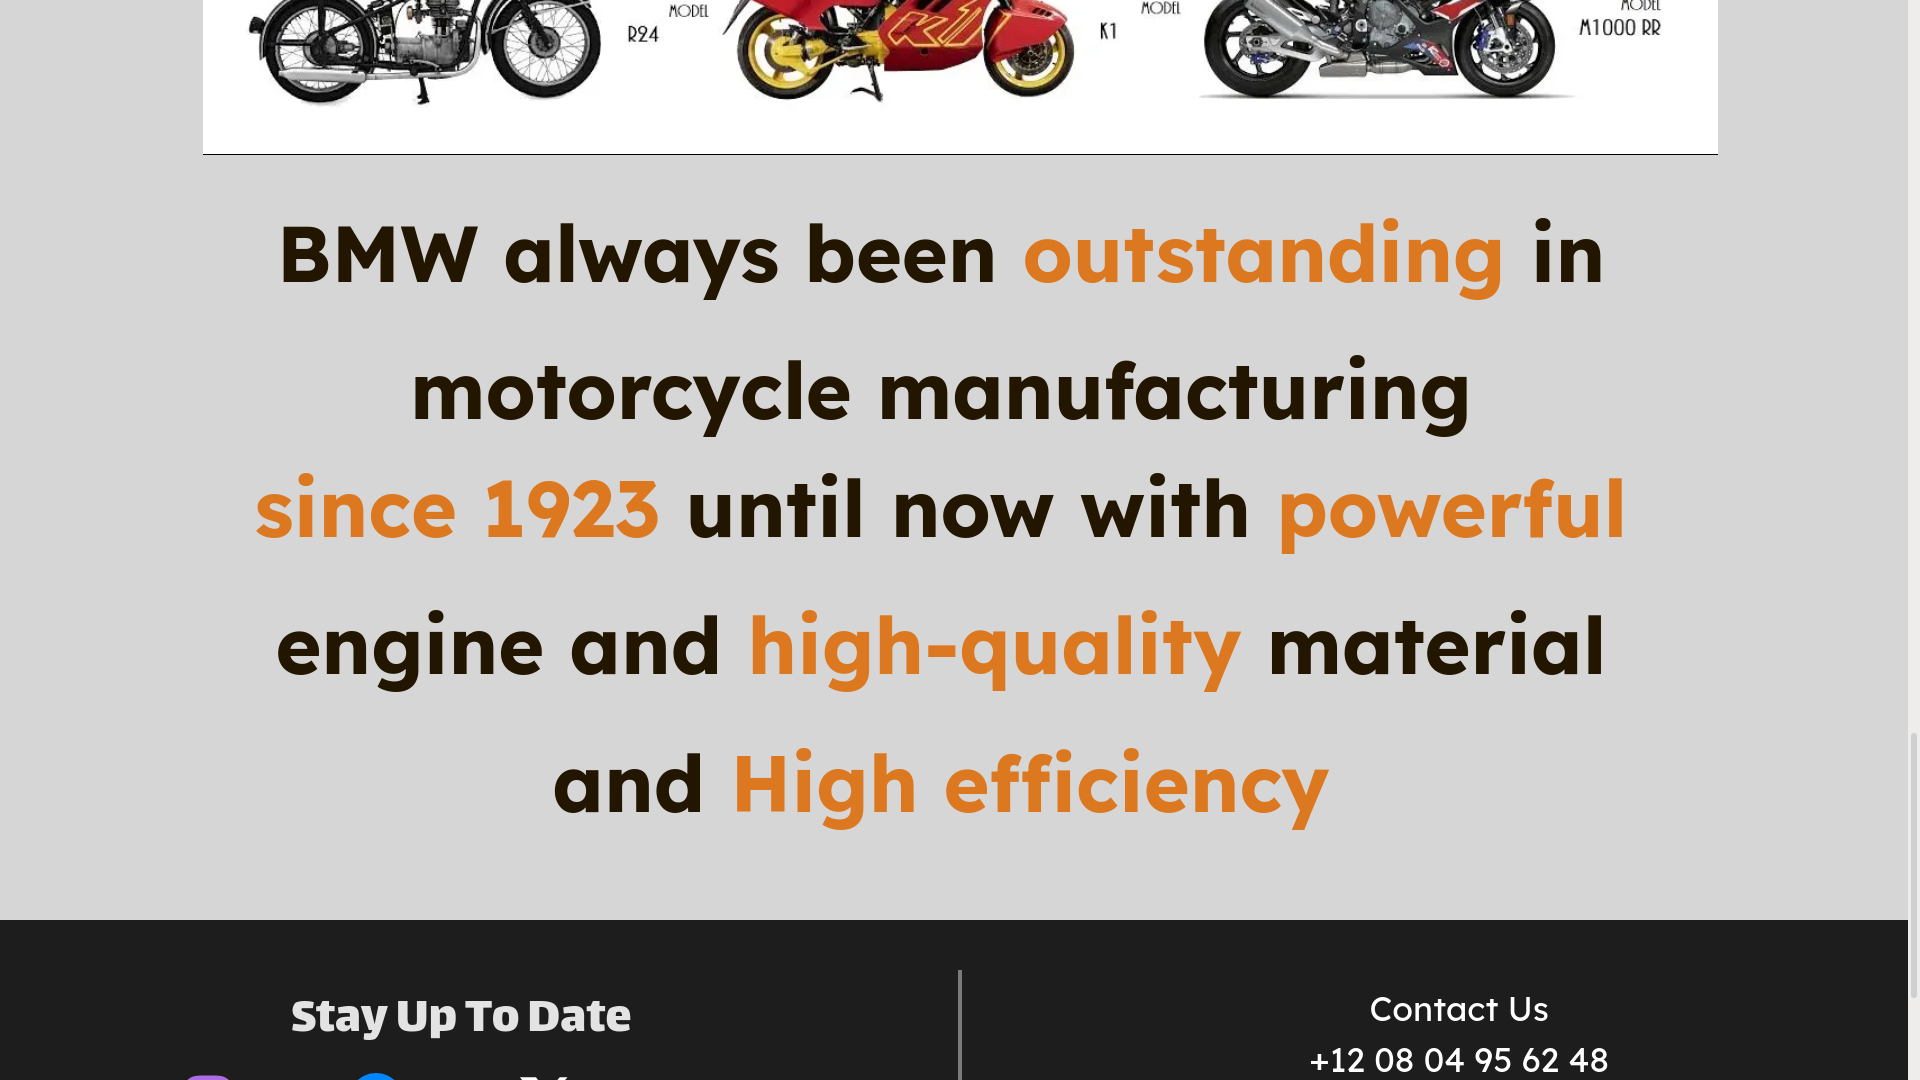 MODEL
R24
K1
MODEL
K1
MODEL
M1000 RR
BMW always been outstanding in
motorcycle manufacturing
since 1923 until now with powerful
engine and high-quality material
and High efficiency
Stay Up To Date
Contact Us
+12 08 04 95 62 48